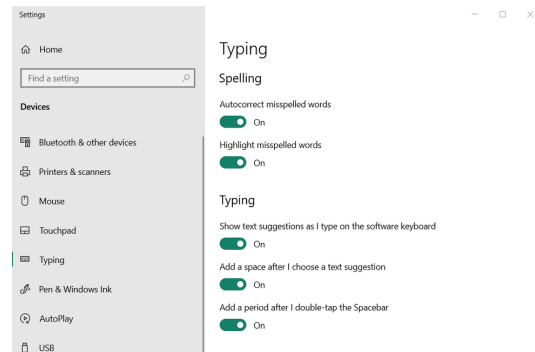 Settings
Home
Find a setting
Devices
Bluetooth & other devices
Printers & scanners
Mouse
Touchpad
Typing
Pen & Windows Ink
AutoPlay
USB
Typing
Spelling
Autocorrect misspelled words
On
Highlight misspelled words
On
Typing
Show text suggestions as I type on the software keyboard
On
Add a space after I choose a text suggestion
On
Add a period after I double-tap the Spacebar
On